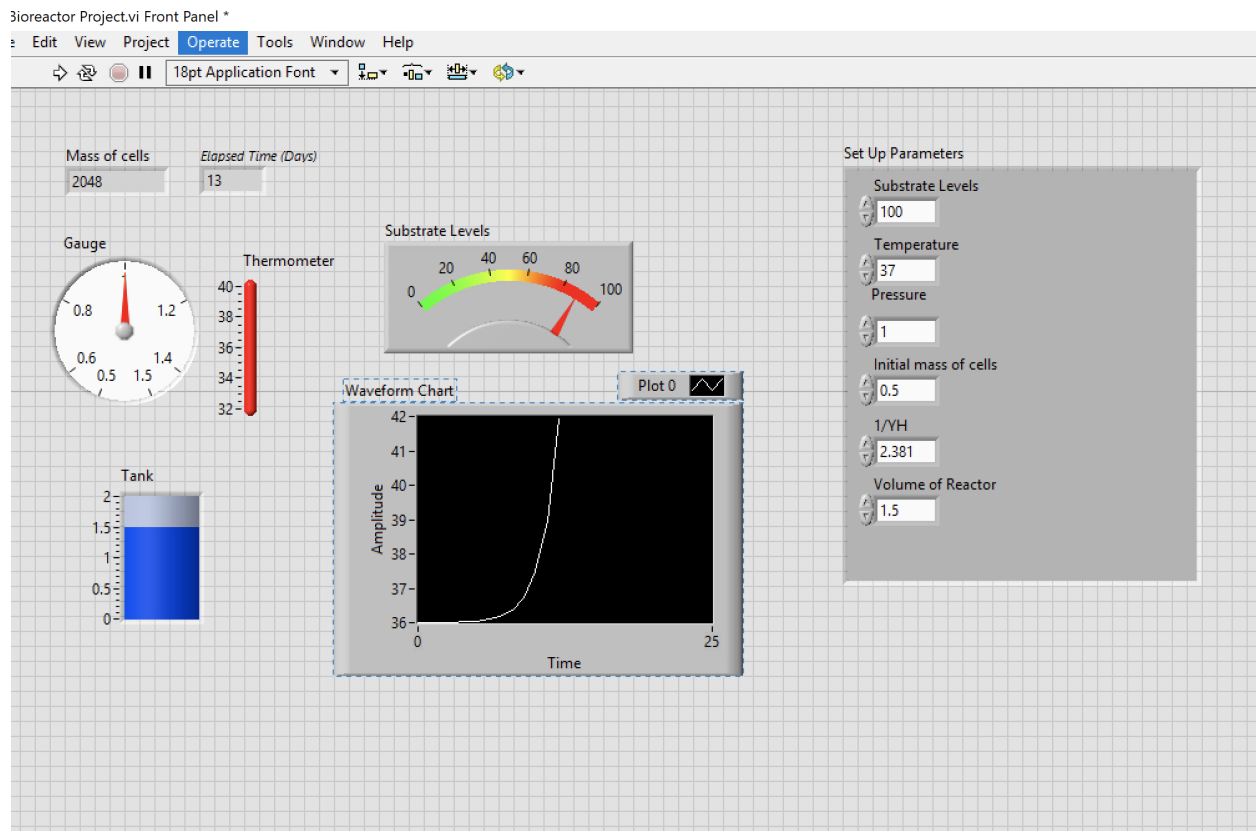 Bioreactor Project.vi Front Panel *
e Edit View Project Operate Tools Window Help
18pt Application Font
Mass of cells
2048
Elapsed Time (Days)
13
Gauge
0.5
0.6
0.8
1
1.2
1.4
1.5
Thermometer
40
38
36
34
32
Substrate Levels
0
20
40
60
80
100
Tank
2
1.5
1
0.5
0
Waveform Chart
Plot 0
42
41
40
39
38
37
36
Amplitude
0
25
Time
Set Up Parameters
Substrate Levels
100
Temperature
37
Pressure
1
Initial mass of cells
0.5
1/YH
2.381
Volume of Reactor
1.5